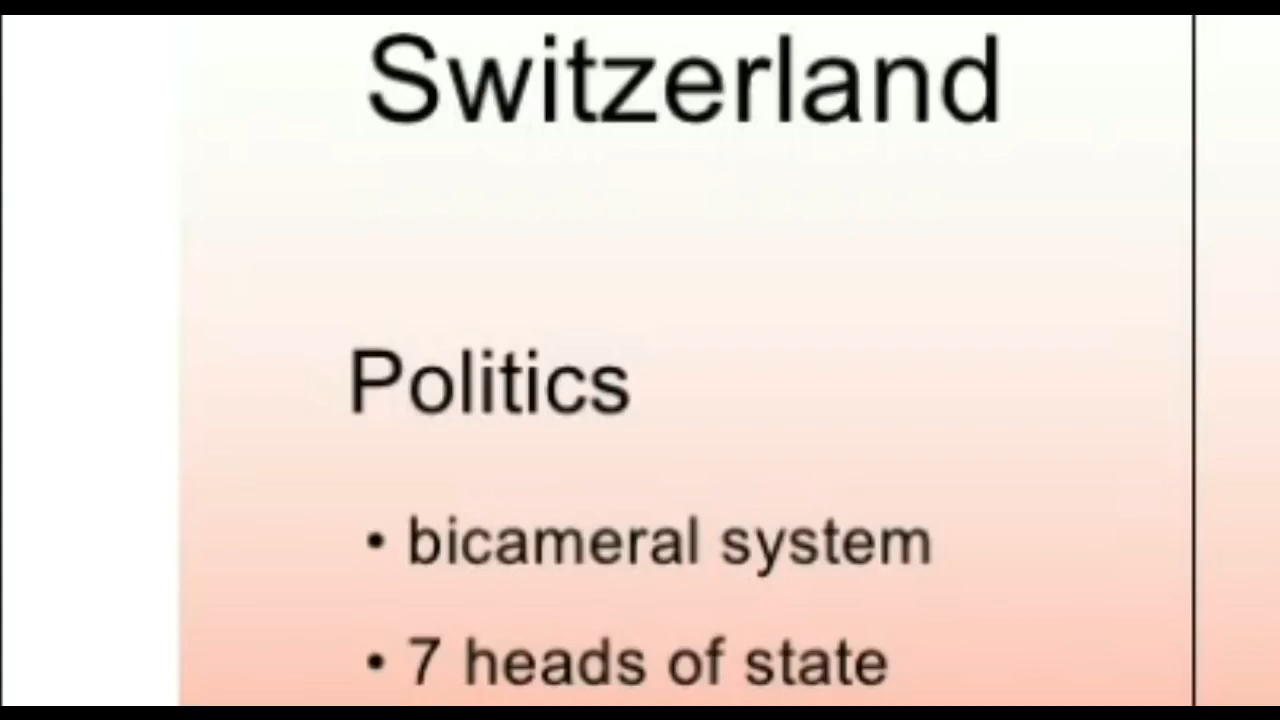 Switzerland
Politics
• bicameral system
• 7 heads of state